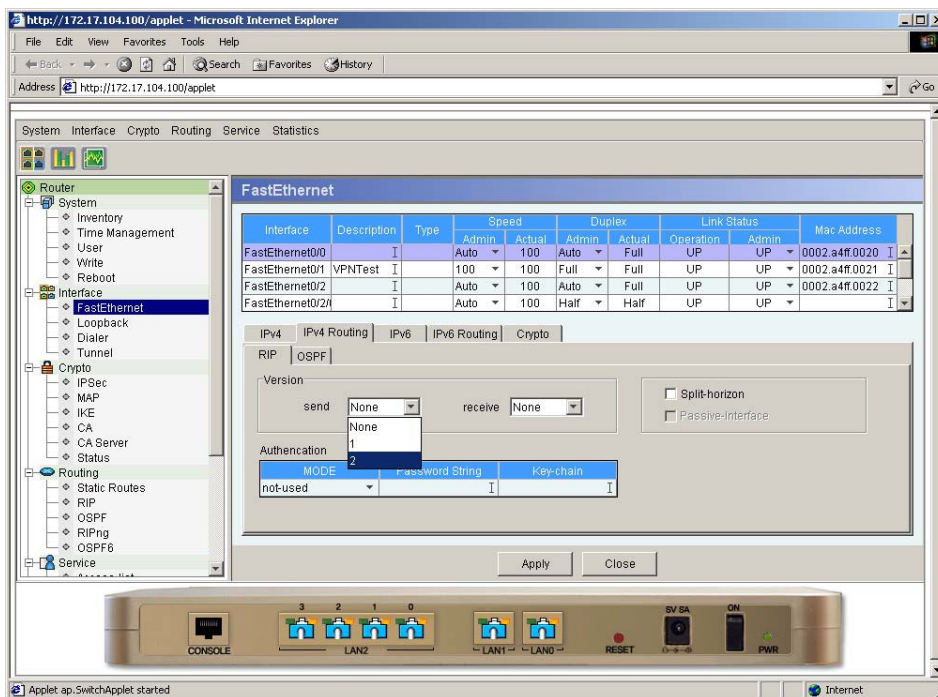 http://172.17.104.100/applet - Microsoft Internet Explorer
File Edit View Favorites Tools Help
Back Search Favorites History
Address http://172.17.104.100/applet Go
System Interface Crypto Routing Service Statistics
Router
System
Inventory
Time Management
User
Write
Reboot
Interface
FastEthernet
Loopback
Dialer
Tunnel
Crypto
IPSec
MAP
IKE
CA
CA Server
Status
Routing
Static Routes
RIP
OSPF
RIPng
OSPF6
Service
FastEthernet
Interface Description Type Speed Duplex Link Status Mac Address
Admin Actual Admin Actual Operation Admin
FastEthernet0/0 Auto 100 Auto Full UP UP 0002.a4ff.0020
FastEthernet0/1 VPNTest 100 100 Full Full UP UP 0002.a4ff.0021
FastEthernet0/2 Auto 100 Auto Full UP UP 0002.a4ff.0022
FastEthernet0/2/ Auto 100 Half Half UP UP
IPv4 IPv4 Routing IPv6 IPv6 Routing Crypto
RIP OSPF
Version
send None receive None
None
1
2
Split-horizon
Passive-Interface
Authencation
MODE Password String Key-chain
not-used
Apply Close
3 2 1 0
CONSOLE LAN2 LAN1 LAN0 RESET 5V 5A ON PWR
Applet ap.SwitchApplet started Internet